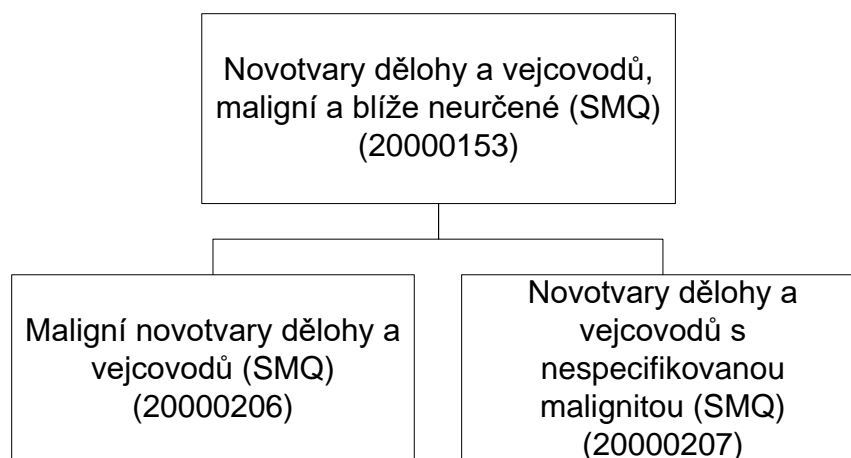 Novotvary dělohy a vejcovodů,
maligní a blíže neurčené (SMQ)
(20000153)
Maligní novotvary dělohy a
vejcovodů (SMQ)
(20000206)
Novotvary dělohy a
vejcovodů s
nespecifikovanou
malignitou (SMQ)
(20000207)